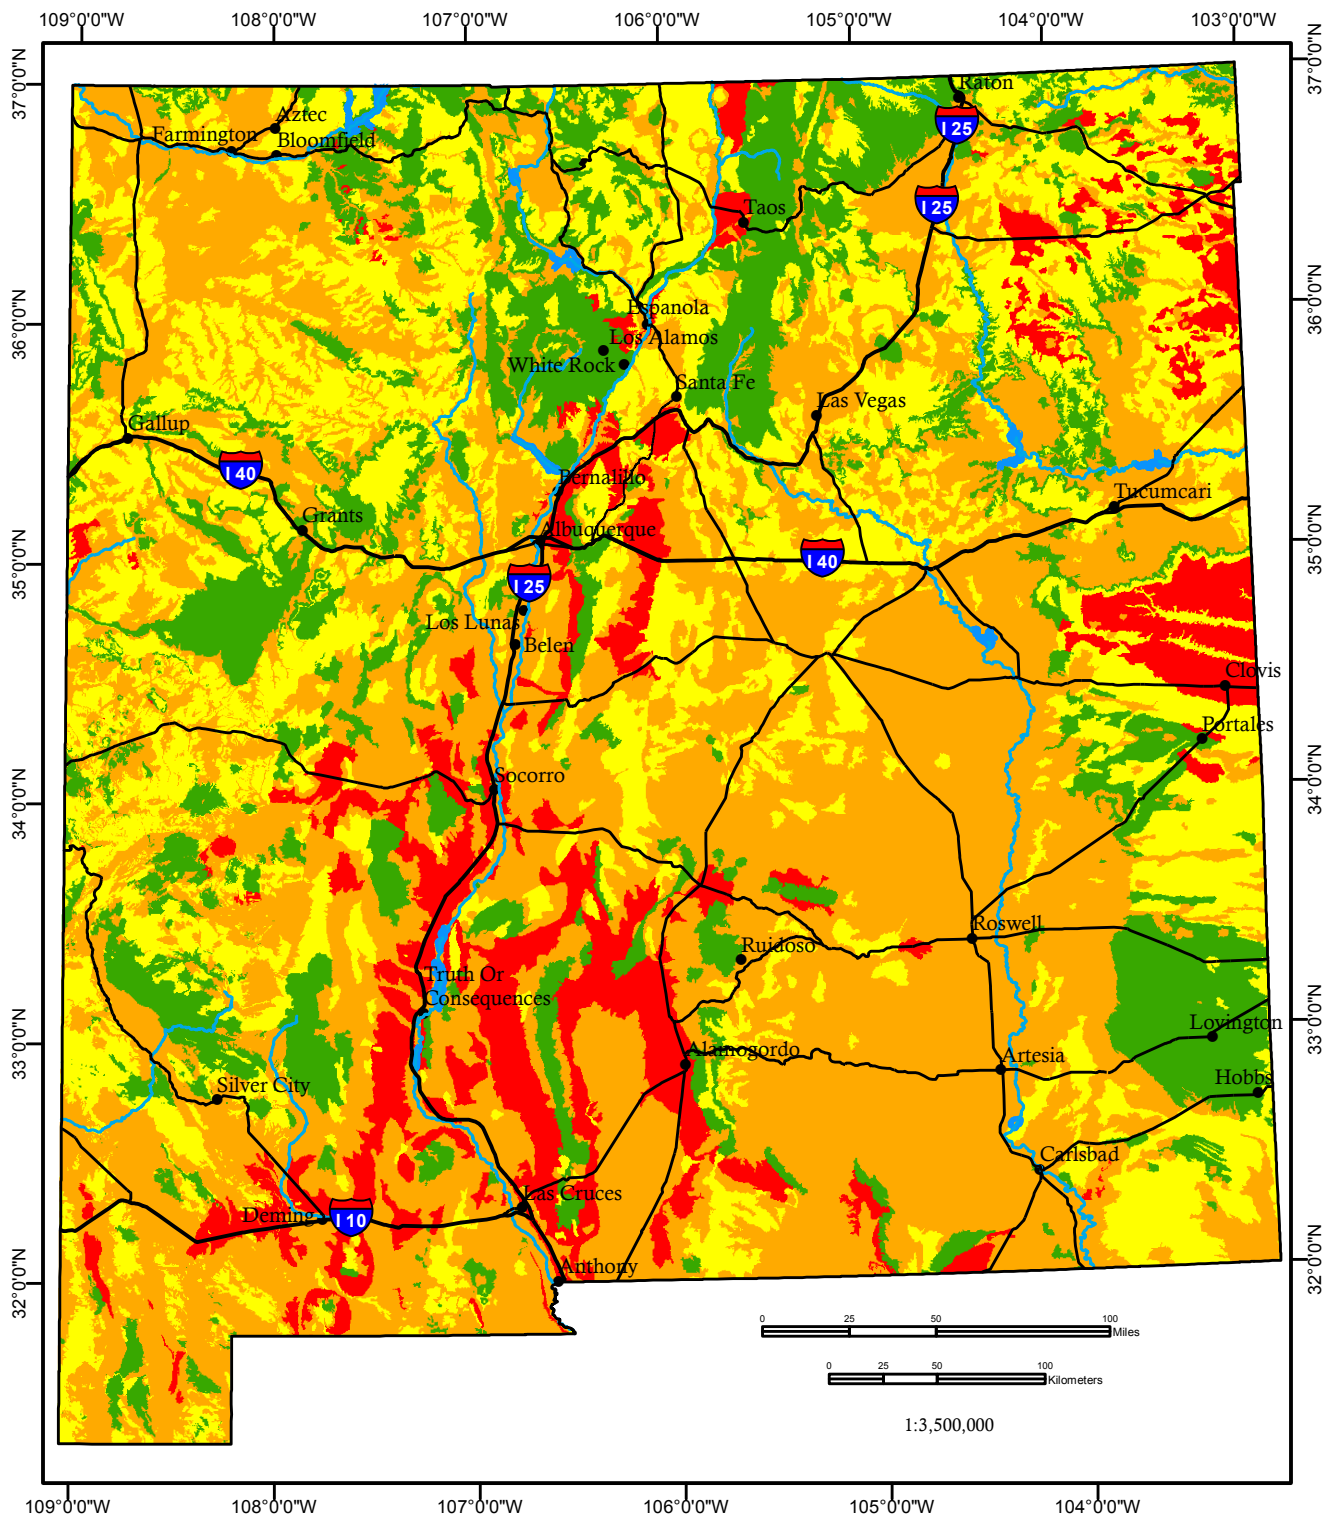 109°0'0"W 108°0'0"W 107°0'0"W 106°0'0"W 105°0'0"W 104°0'0"W 103°0'0"W
37°0'0"N
37°0'0"N
Raton
Aztec
Farmington
Bloomfield
I 25
I 25
Taos
36°0'0"N
36°0'0"N
Espanola
Los Alamos
White Rock
Santa Fe
Las Vegas
Gallup
I 40
Bernalillo
Tucumcari
Grants
Albuquerque
35°0'0"N
35°0'0"N
I 40
I 25
Los Lunas
Belen
Clovis
Portales
34°0'0"N
34°0'0"N
Socorro
Roswell
Ruidoso
Truth Or
Consequences
33°0'0"N
33°0'0"N
Lovington
Alamogordo
Artesia
Silver City
Hobbs
Carlsbad
Las Cruces
Deming
I 10
32°0'0"N
32°0'0"N
Anthony
0 25 50 100
Miles
0 25 50 100
Kilometers
1:3,500,000
109°0'0"W 108°0'0"W 107°0'0"W 106°0'0"W 105°0'0"W 104°0'0"W